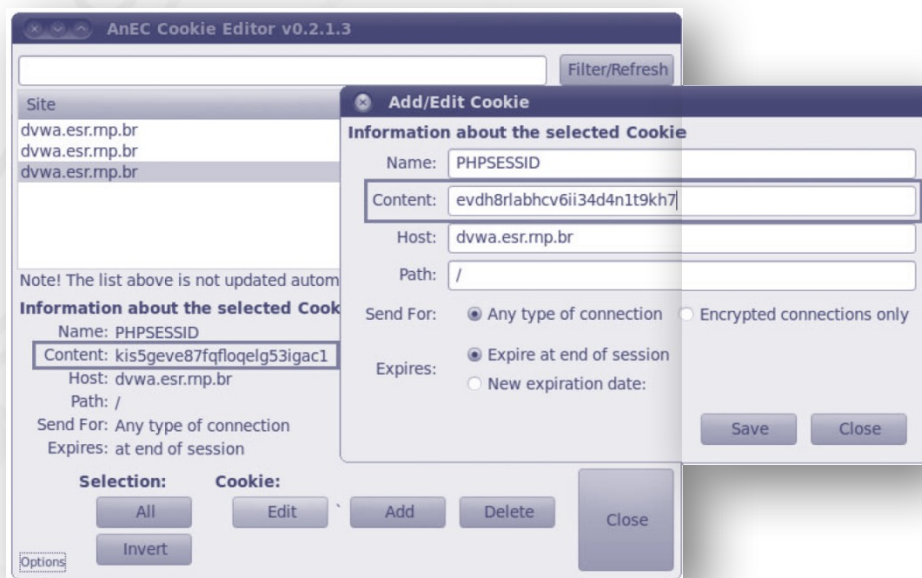 AnEC Cookie Editor v0.2.1.3
Filter/Refresh
Site
dvwa.esr.rnp.br
dvwa.esr.rnp.br
dvwa.esr.rnp.br
Note! The list above is not updated autom
Information about the selected Cook
Name: PHPSESSID
Content: kis5geve87fqfloqelg53igac1
Host: dvwa.esr.rnp.br
Path: /
Send For: Any type of connection
Expires: at end of session
Selection: Cookie:
All Edit ` Add Delete Close
Invert
Options
Add/Edit Cookie
Information about the selected Cookie
Name: PHPSESSID
Content: evdh8rlabhcv6ii34d4n1t9kh7
Host: dvwa.esr.rnp.br
Path: /
Send For: Any type of connection Encrypted connections only
Expires: Expire at end of session
New expiration date:
Save Close